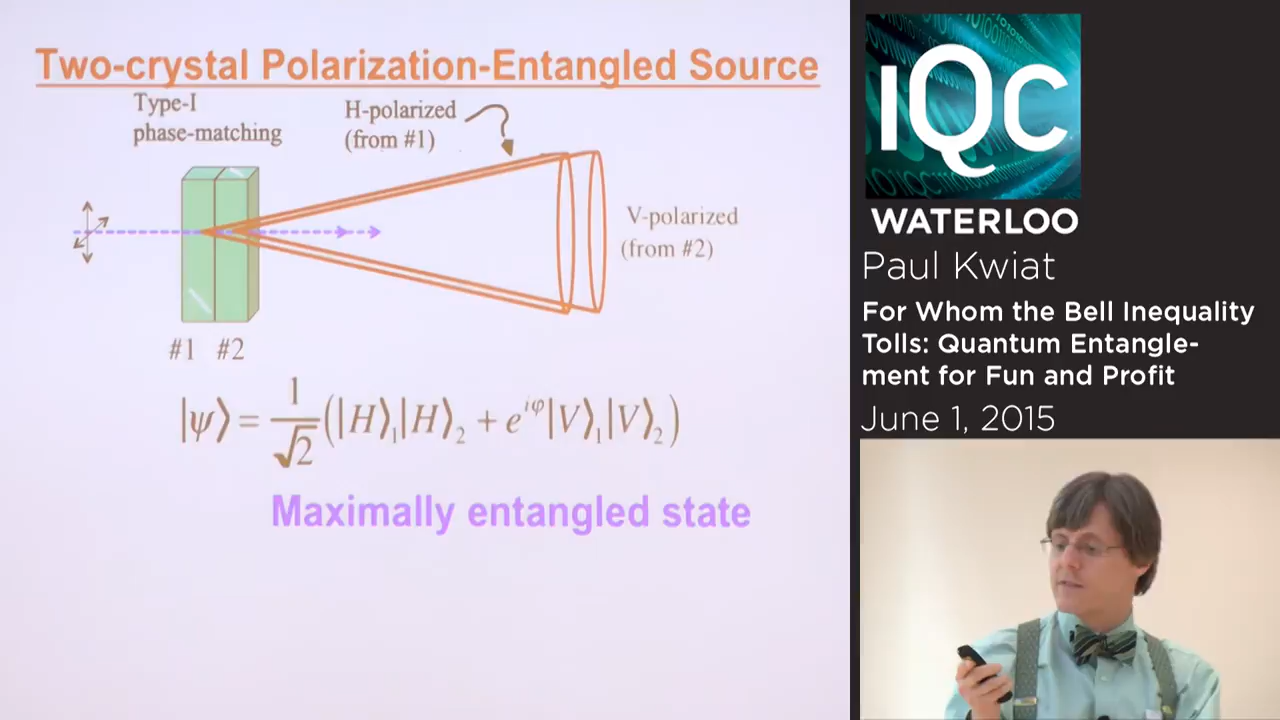 Two-crystal Polarization-Entangled Source
Type-I
phase-matching
H-polarized
(from #1)
V-polarized
(from #2)
#1 #2
|ψ⟩ = 1/√2 (|H⟩₁|H⟩₂ + e^{iφ}|V⟩₁|V⟩₂)
Maximally entangled state
IQC
WATERLOO
Paul Kwiat
For Whom the Bell Inequality
Tolls: Quantum Entangle-
ment for Fun and Profit
June 1, 2015